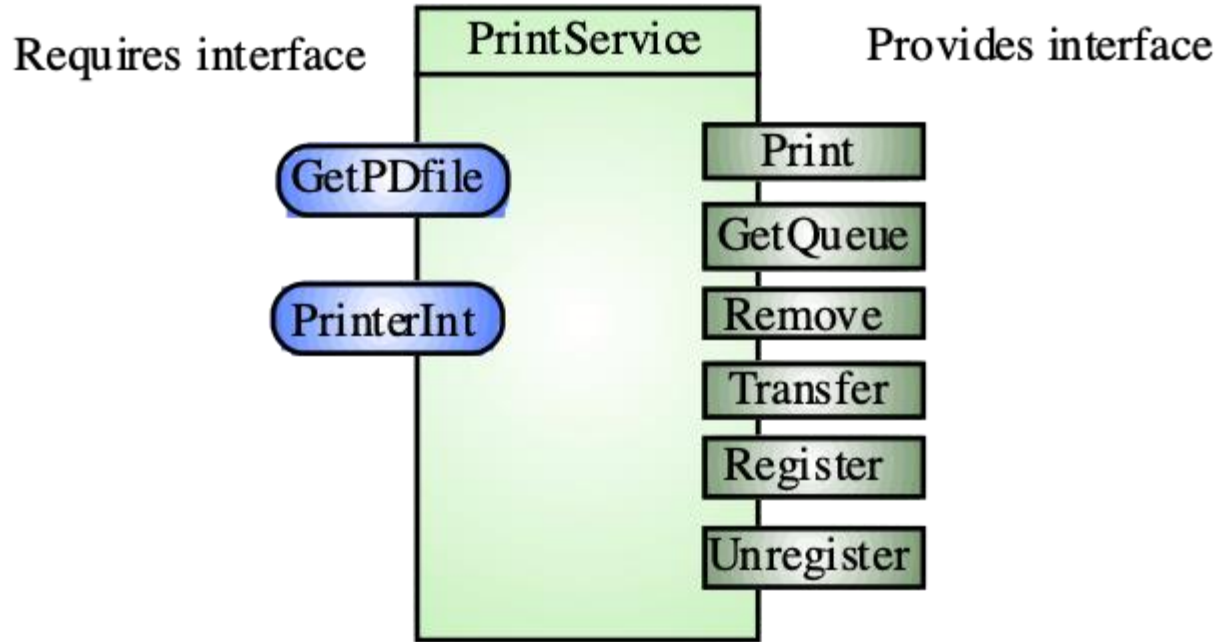 PrintService
Requires interface
Provides interface
GetPDfile
PrinterInt
Print
GetQueue
Remove
Transfer
Register
Unregister